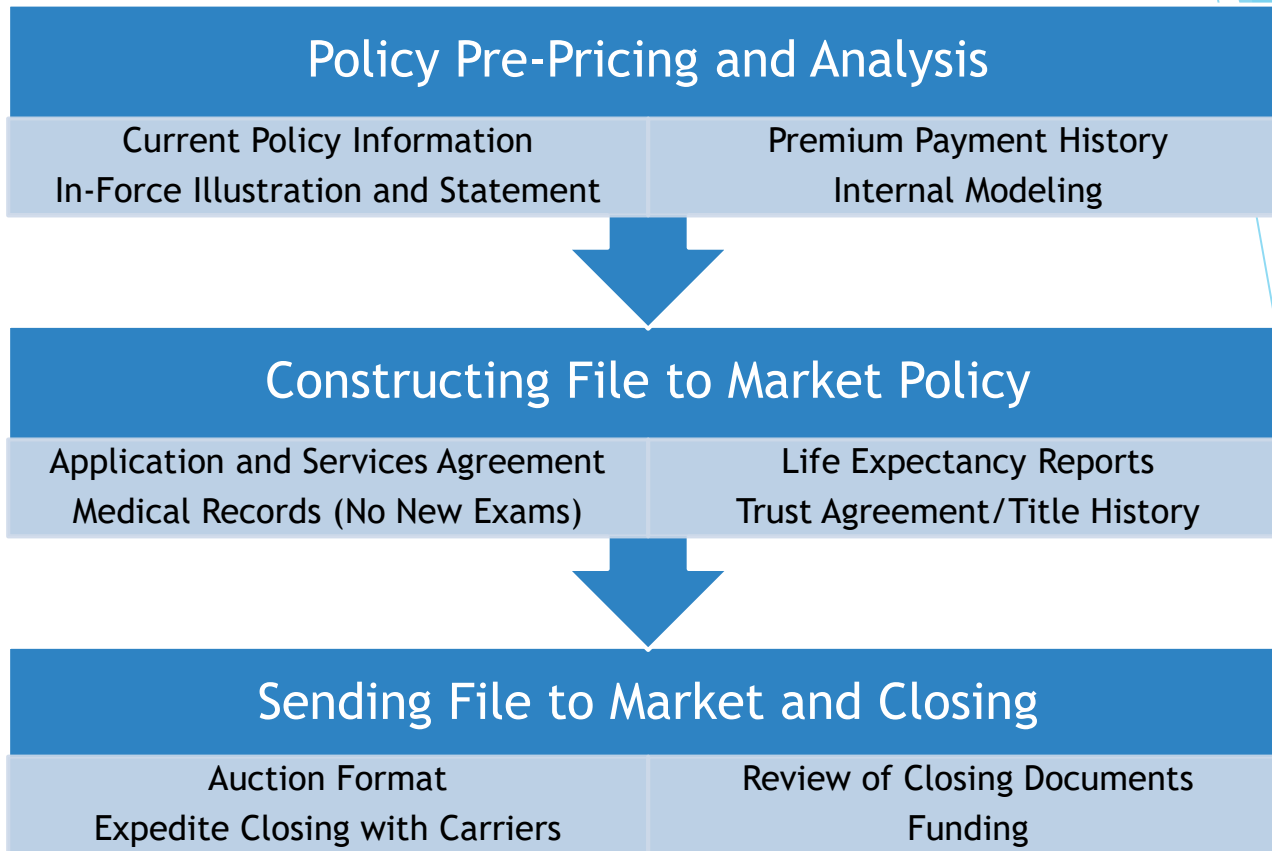 Policy Pre-Pricing and Analysis
Current Policy Information
In-Force Illustration and Statement
Premium Payment History
Internal Modeling
Constructing File to Market Policy
Application and Services Agreement
Medical Records (No New Exams)
Life Expectancy Reports
Trust Agreement/Title History
Sending File to Market and Closing
Auction Format
Expedite Closing with Carriers
Review of Closing Documents
Funding